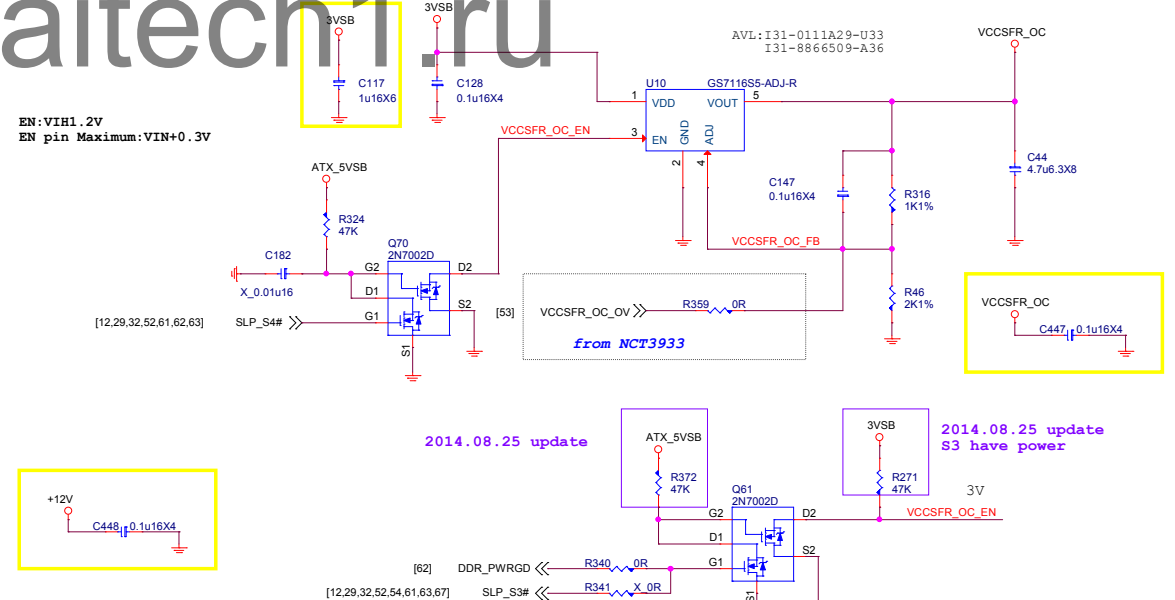 aitech1.ru
3VSB
3VSB
C117
1u16X6
C128
0.1u16X4
AVL:I31-0111A29-U33
I31-8866509-A36
VCCSFR_OC
U10
GS7116S5-ADJ-R
1
VDD
VOUT
5
3
EN
GND
ADJ
2
4
VCCSFR_OC_EN
EN:VIH1.2V
EN pin Maximum:VIN+0.3V
ATX_5VSB
R324
47K
C147
0.1u16X4
R316
1K1%
C44
4.7u6.3X8
VCCSFR_OC_FB
C182
X_0.01u16
Q70
2N7002D
G2
D2
D1
S2
G1
S1
[12,29,32,52,61,62,63]
SLP_S4#
[53]
VCCSFR_OC_OV
R359
0R
from NCT3933
R46
2K1%
VCCSFR_OC
C447
0.1u16X4
2014.08.25 update
ATX_5VSB
R372
47K
3VSB
R271
47K
2014.08.25 update
S3 have power
3V
VCCSFR_OC_EN
+12V
C448
0.1u16X4
Q61
2N7002D
G2
D2
D1
S2
G1
S1
[62]
DDR_PWRGD
R340
0R
[12,29,32,52,54,61,63,67]
SLP_S3#
R341
X_0R